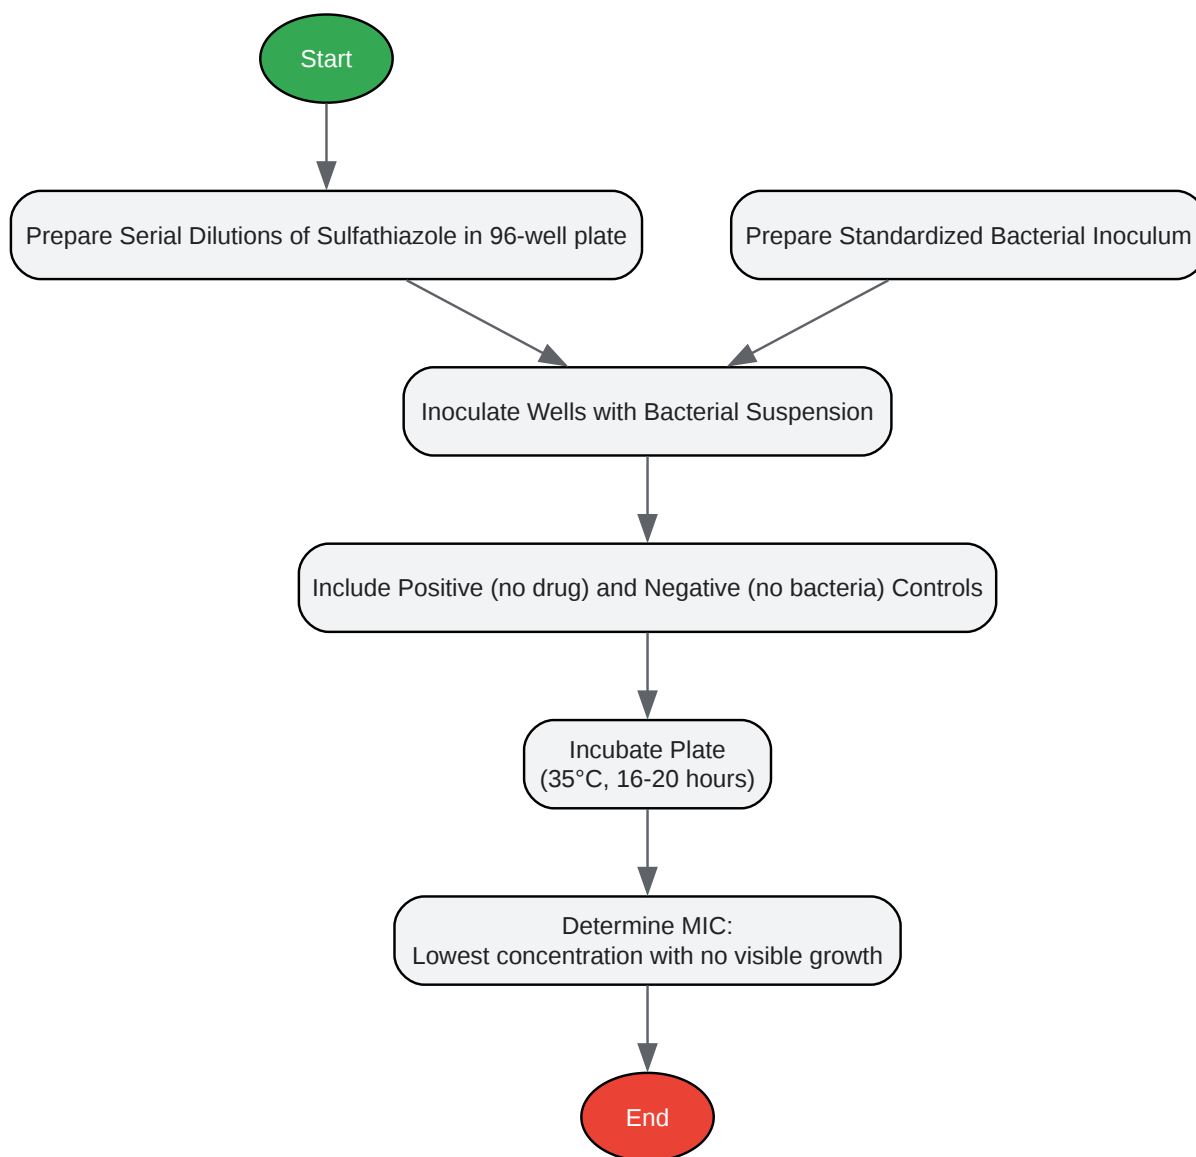 Start
Prepare Serial Dilutions of Sulfathiazole in 96-well plate
Prepare Standardized Bacterial Inoculum
Inoculate Wells with Bacterial Suspension
Include Positive (no drug) and Negative (no bacteria) Controls
Incubate Plate
(35°C, 16-20 hours)
Determine MIC:
Lowest concentration with no visible growth
End